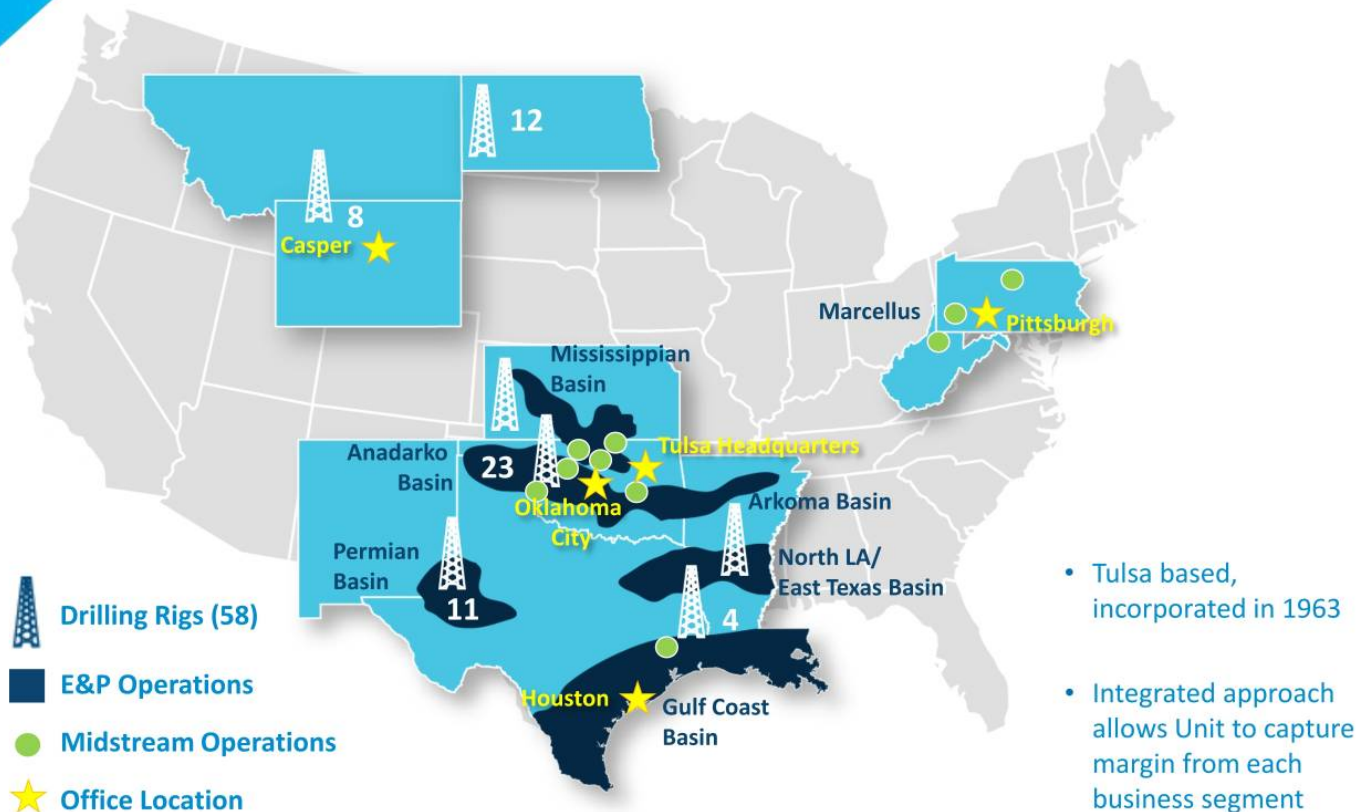 12
8
Casper
Marcellus
Pittsburgh
Mississippian
Basin
Anadarko
Basin
23
Tulsa Headquarters
Oklahoma
City
Arkoma Basin
Permian
Basin
11
North LA/
East Texas Basin
4
Houston
Gulf Coast
Basin
Drilling Rigs (58)
E&P Operations
Midstream Operations
Office Location
• Tulsa based,
incorporated in 1963
• Integrated approach
allows Unit to capture
margin from each
business segment